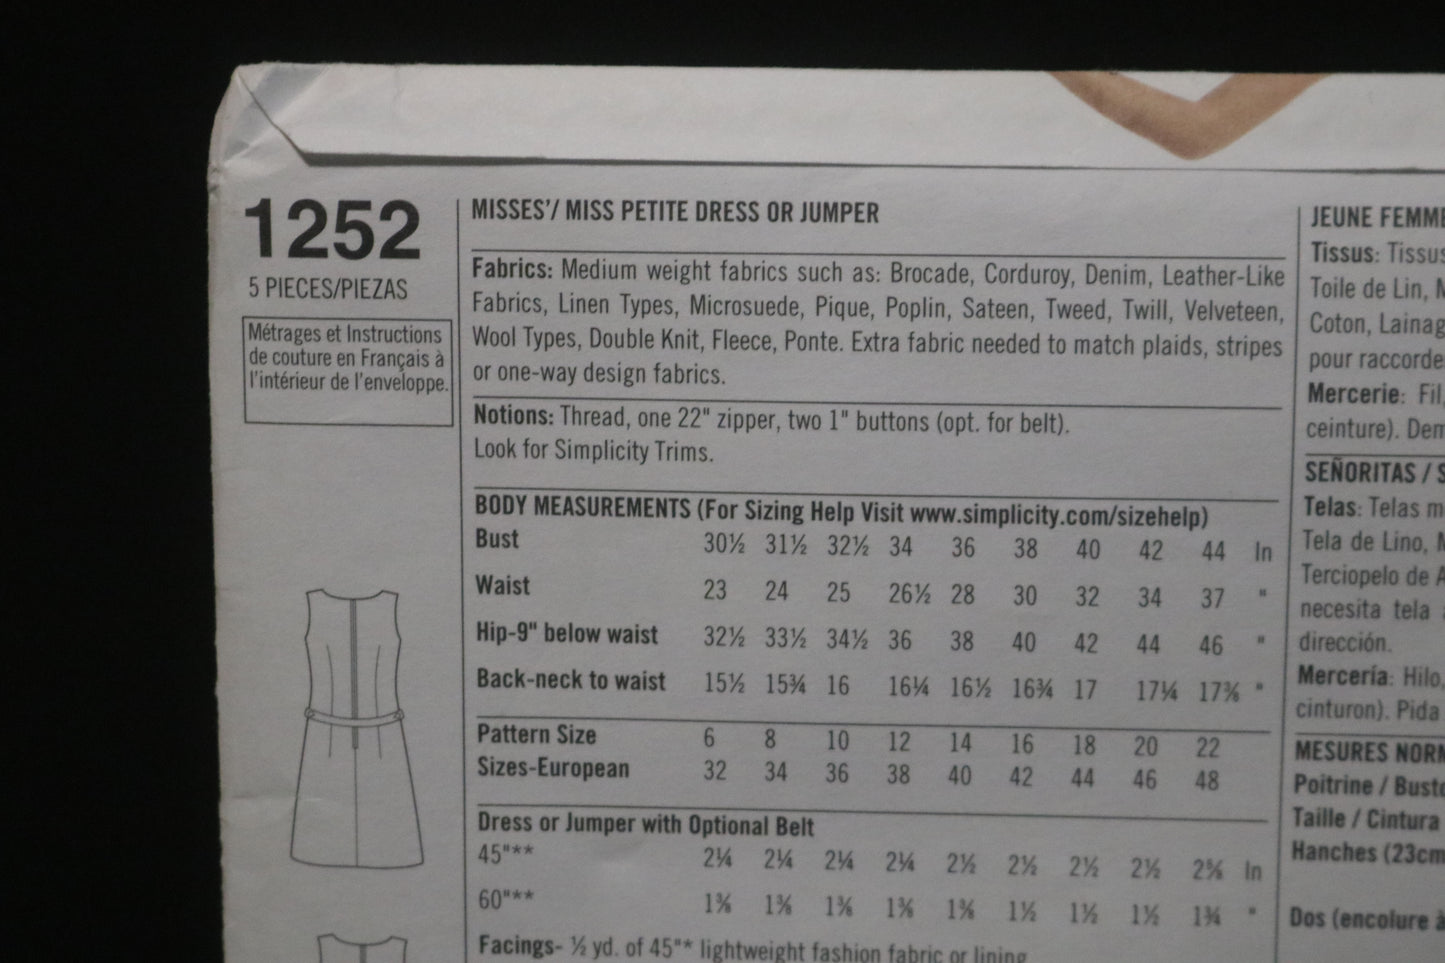 1252
5 PIECES/PIEZAS
Métrages et Instructions
de couture en Français à
l'intérieur de l'enveloppe.
MISSES'/ MISS PETITE DRESS OR JUMPER
Fabrics: Medium weight fabrics such as: Brocade, Corduroy, Denim, Leather-Like
Fabrics, Linen Types, Microsuede, Pique, Poplin, Sateen, Tweed, Twill, Velveteen,
Wool Types, Double Knit, Fleece, Ponte. Extra fabric needed to match plaids, stripes
or one-way design fabrics.
Notions: Thread, one 22" zipper, two 1" buttons (opt. for belt).
Look for Simplicity Trims.
BODY MEASUREMENTS (For Sizing Help Visit www.simplicity.com/sizehelp)
Bust 30½ 31½ 32½ 34 36 38 40 42 44 In
Waist 23 24 25 26½ 28 30 32 34 37 "
Hip-9" below waist 32½ 33½ 34½ 36 38 40 42 44 46 "
Back-neck to waist 15½ 15¾ 16 16¼ 16½ 16¾ 17 17¼ 17⅜ "
Pattern Size 6 8 10 12 14 16 18 20 22
Sizes-European 32 34 36 38 40 42 44 46 48
Dress or Jumper with Optional Belt
45"** 2¼ 2¼ 2¼ 2¼ 2½ 2½ 2½ 2½ 2⅝ In
60"** 1⅜ 1⅜ 1⅜ 1⅜ 1⅜ 1½ 1½ 1½ 1¾ "
Facings- ½ yd. of 45"* lightweight fashion fabric or lining
JEUNE FEMME
Tissus: Tissus
Toile de Lin,
Coton, Lainag
pour raccorde
Mercerie: Fil,
ceinture). Dem
SEÑORITAS / S
Telas: Telas m
Tela de Lino,
Terciopelo de A
necesita tela
dirección.
Mercería: Hilo,
cinturon). Pida
MESURES NORM
Poitrine / Busto
Taille / Cintura
Hanches (23cm
Dos (encolure à